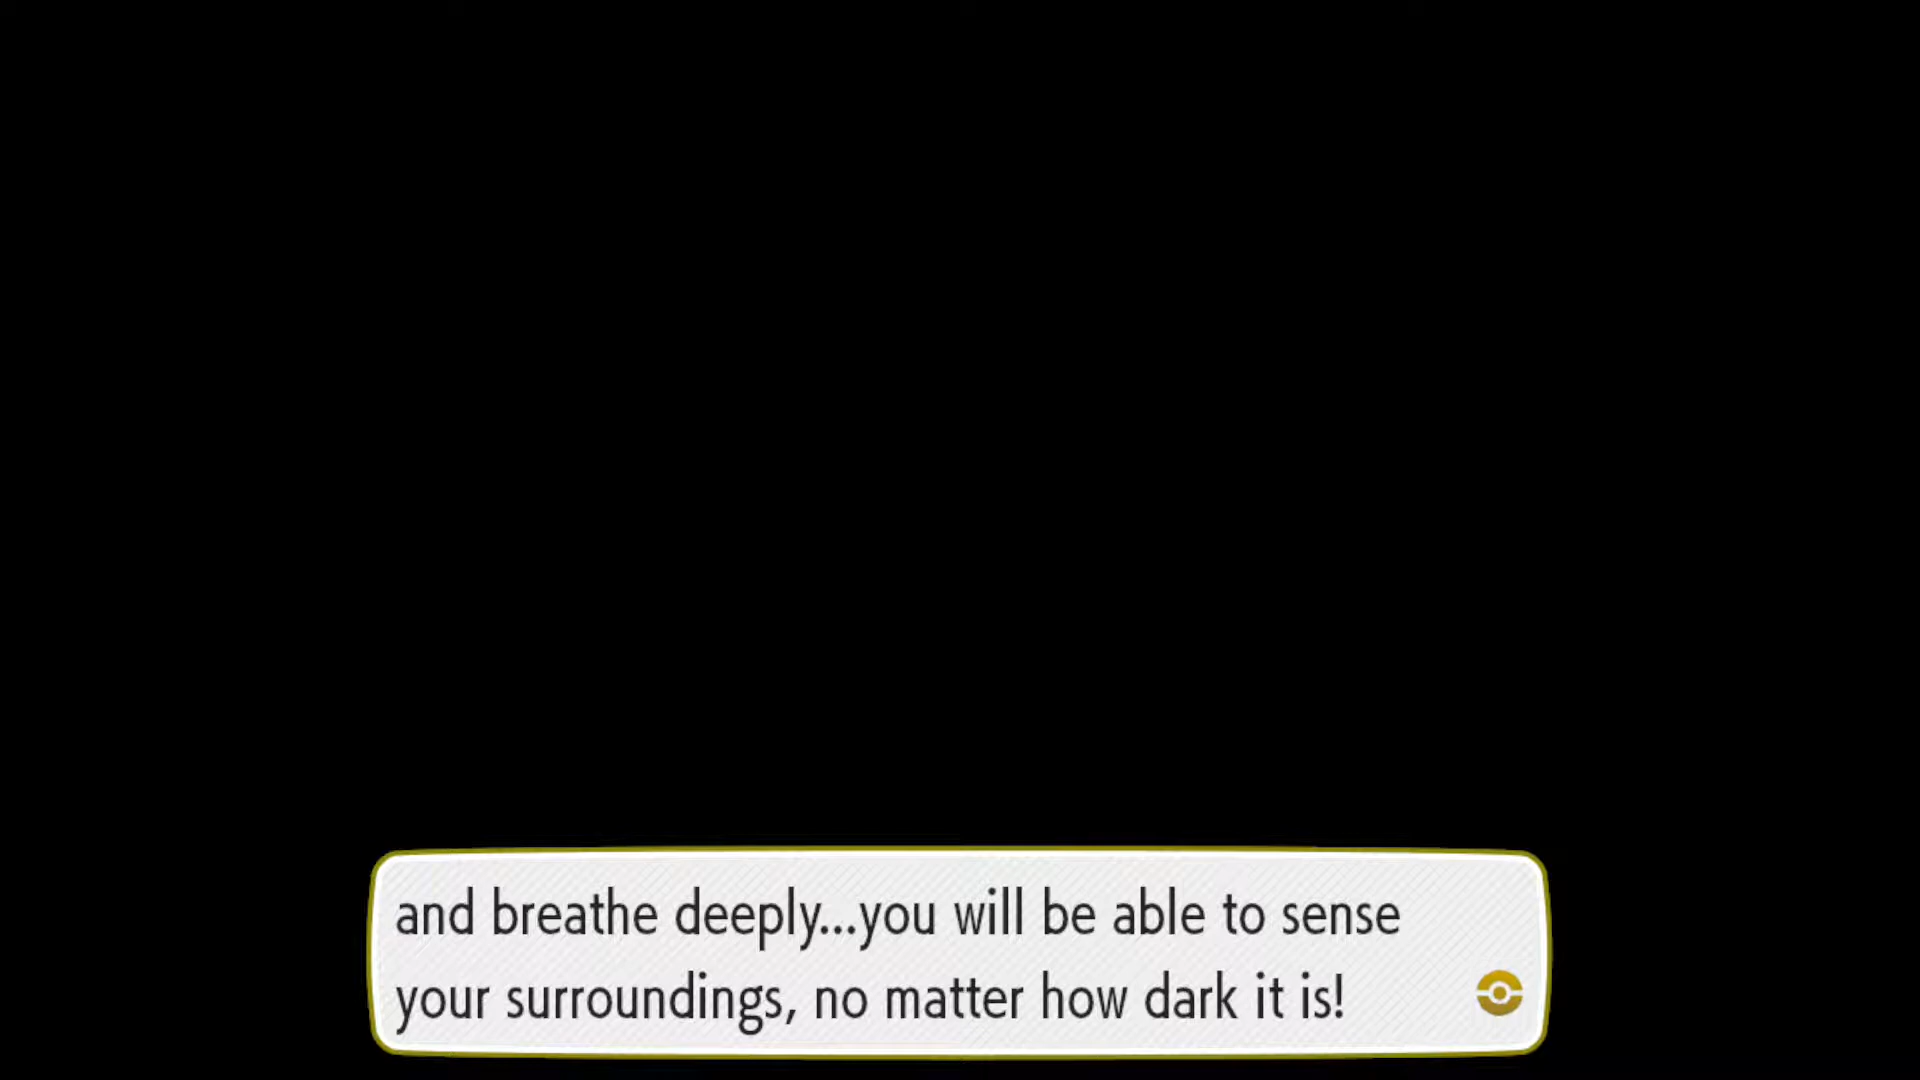 and breathe deeply...you will be able to sense
your surroundings, no matter how dark it is!